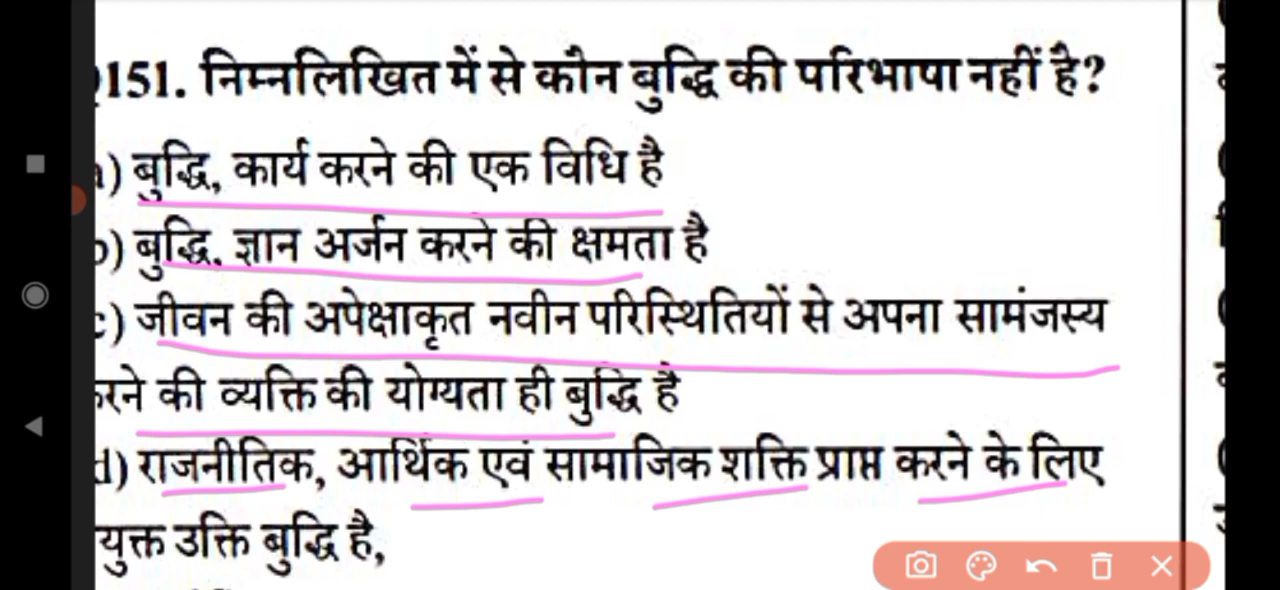 151. निम्नलिखित में से कौन बुद्धि की परिभाषा नहीं है?
) बुद्धि, कार्य करने की एक विधि है
) बुद्धि, ज्ञान अर्जन करने की क्षमता है
) जीवन की अपेक्षाकृत नवीन परिस्थितियों से अपना सामंजस्य
रने की व्यक्ति की योग्यता ही बुद्धि है
d) राजनीतिक, आर्थिक एवं सामाजिक शक्ति प्राप्त करने के लिए
युक्त उक्ति बुद्धि है,